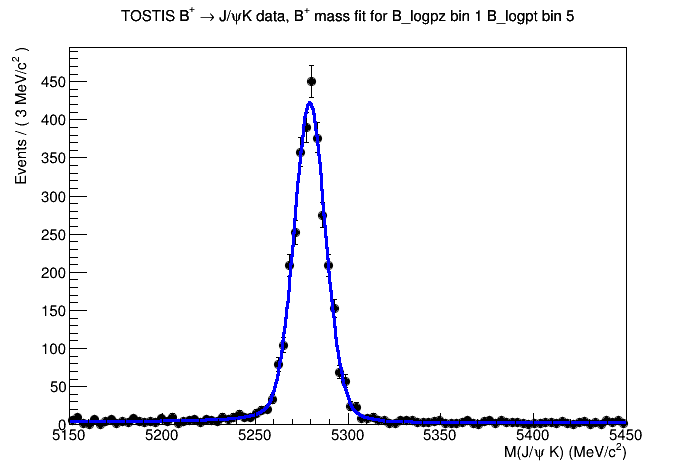 TOSTIS B⁺ → J/ψK data, B⁺ mass fit for B_logpz bin 1 B_logpt bin 5
Events / ( 3 MeV/c² )
450
400
350
300
250
200
150
100
50
0
5150 5200 5250 5300 5350 5400 5450
M(J/ψ K) (MeV/c²)